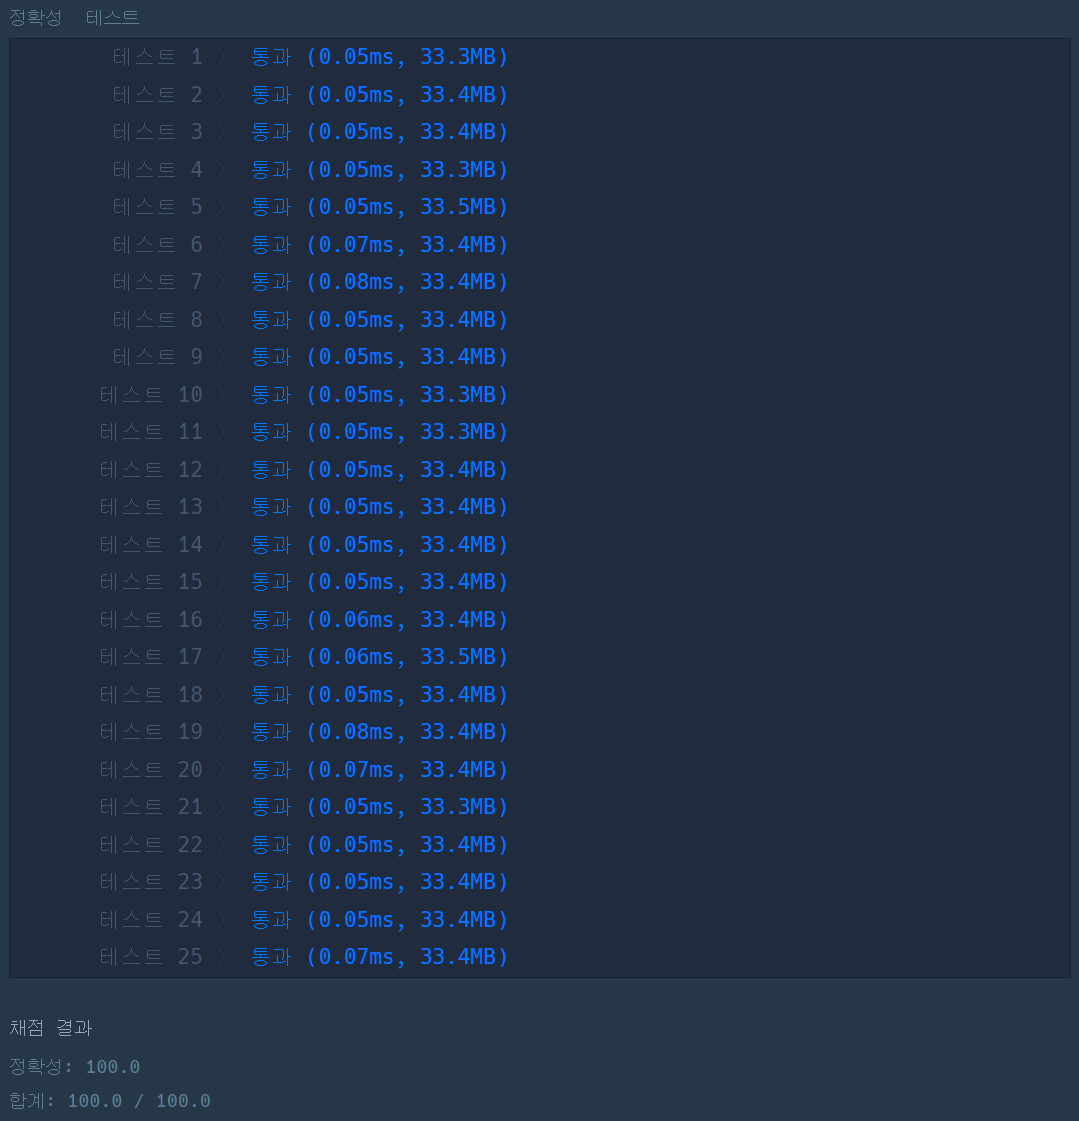 정확성 테스트
테스트 1 〉 통과 (0.05ms, 33.3MB)
테스트 2 〉 통과 (0.05ms, 33.4MB)
테스트 3 〉 통과 (0.05ms, 33.4MB)
테스트 4 〉 통과 (0.05ms, 33.3MB)
테스트 5 〉 통과 (0.05ms, 33.5MB)
테스트 6 〉 통과 (0.07ms, 33.4MB)
테스트 7 〉 통과 (0.08ms, 33.4MB)
테스트 8 〉 통과 (0.05ms, 33.4MB)
테스트 9 〉 통과 (0.05ms, 33.4MB)
테스트 10 〉 통과 (0.05ms, 33.3MB)
테스트 11 〉 통과 (0.05ms, 33.3MB)
테스트 12 〉 통과 (0.05ms, 33.4MB)
테스트 13 〉 통과 (0.05ms, 33.4MB)
테스트 14 〉 통과 (0.05ms, 33.4MB)
테스트 15 〉 통과 (0.05ms, 33.4MB)
테스트 16 〉 통과 (0.06ms, 33.4MB)
테스트 17 〉 통과 (0.06ms, 33.5MB)
테스트 18 〉 통과 (0.05ms, 33.4MB)
테스트 19 〉 통과 (0.08ms, 33.4MB)
테스트 20 〉 통과 (0.07ms, 33.4MB)
테스트 21 〉 통과 (0.05ms, 33.3MB)
테스트 22 〉 통과 (0.05ms, 33.4MB)
테스트 23 〉 통과 (0.05ms, 33.4MB)
테스트 24 〉 통과 (0.05ms, 33.4MB)
테스트 25 〉 통과 (0.07ms, 33.4MB)
채점 결과
정확성: 100.0
합계: 100.0 / 100.0